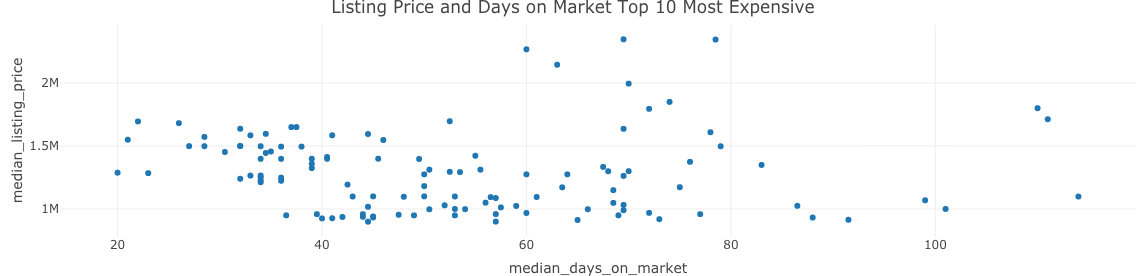 Listing Price and Days on Market Top 10 Most Expensive
median_listing_price
2M
1.5M
1M
20 40 60 80 100
median_days_on_market